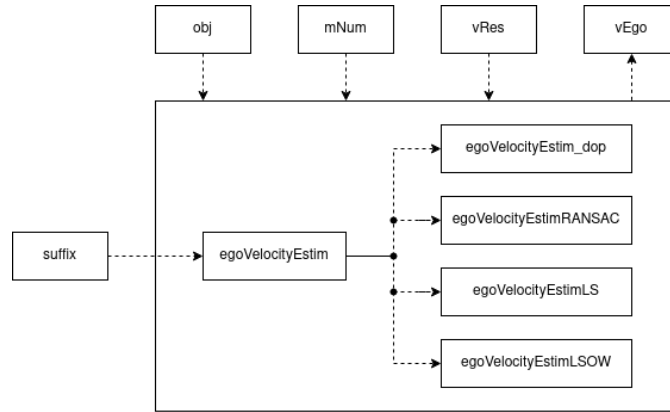 obj
mNum
vRes
vEgo
egoVelocityEstim_dop
egoVelocityEstimRANSAC
suffix
egoVelocityEstim
egoVelocityEstimLS
egoVelocityEstimLSOW